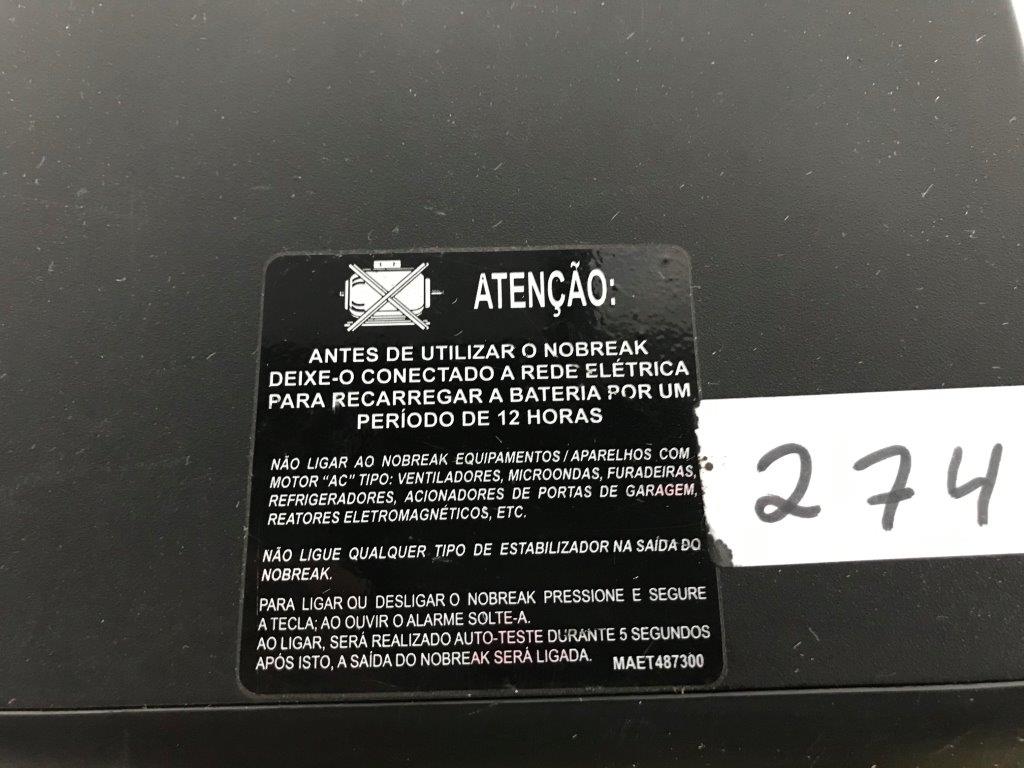 ATENÇÃO:
ANTES DE UTILIZAR O NOBREAK
DEIXE-O CONECTADO A REDE ELÉTRICA
PARA RECARREGAR A BATERIA POR UM
PERÍODO DE 12 HORAS
NÃO LIGAR AO NOBREAK EQUIPAMENTOS/APARELHOS COM
MOTOR "AC" TIPO: VENTILADORES, MICROONDAS, FURADEIRAS,
REFRIGERADORES, ACIONADORES DE PORTAS DE GARAGEM,
REATORES ELETROMAGNÉTICOS, ETC.
NÃO LIGUE QUALQUER TIPO DE ESTABILIZADOR NA SAÍDA DO
NOBREAK.
PARA LIGAR OU DESLIGAR O NOBREAK PRESSIONE E SEGURE
A TECLA; AO OUVIR O ALARME SOLTE-A.
AO LIGAR, SERÁ REALIZADO AUTO-TESTE DURANTE 5 SEGUNDOS
APÓS ISTO, A SAÍDA DO NOBREAK SERÁ LIGADA. MAET487300
274